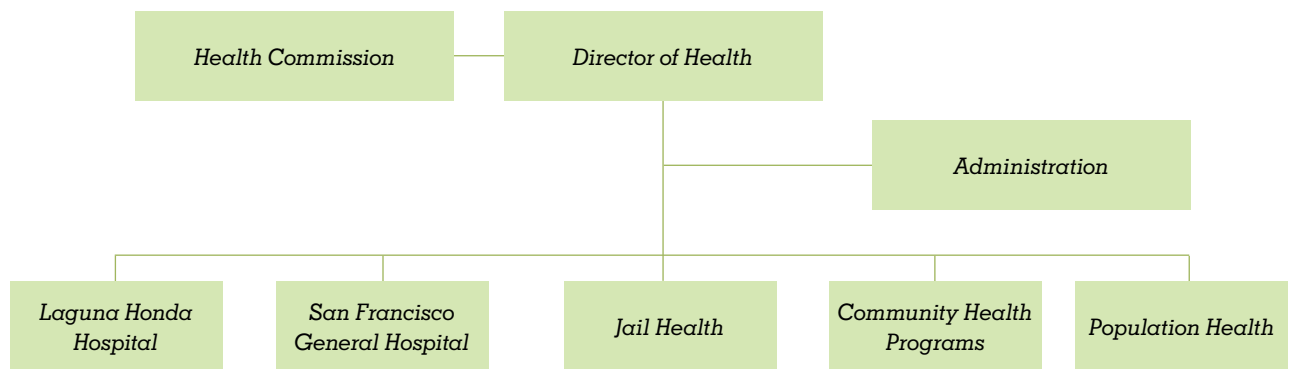 Health Commission
Director of Health
Administration
Laguna Honda
Hospital
San Francisco
General Hospital
Jail Health
Community Health
Programs
Population Health